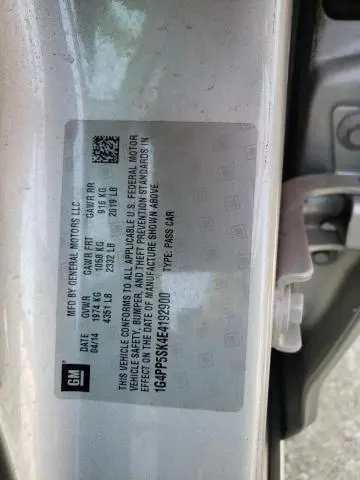 MFD BY GENERAL MOTORS LLC
DATE GVWR GAWR FRT GAWR RR
04/14 1974 KG 1058 KG 916 KG
4351 LB 2332 LB 2019 LB
THIS VEHICLE CONFORMS TO ALL APPLICABLE U.S. FEDERAL MOTOR
VEHICLE SAFETY, BUMPER, AND THEFT PREVENTION STANDARDS IN
EFFECT ON THE DATE OF MANUFACTURE SHOWN ABOVE.
1G4PP5SK4E4192900 TYPE: PASS CAR
GM